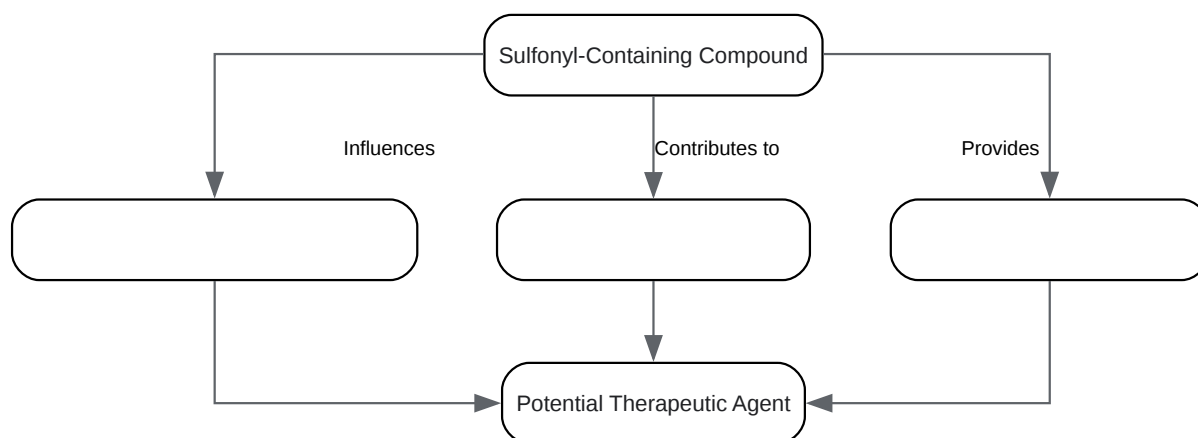 Sulfonyl-Containing Compound
Influences
Contributes to
Provides
Potential Therapeutic Agent